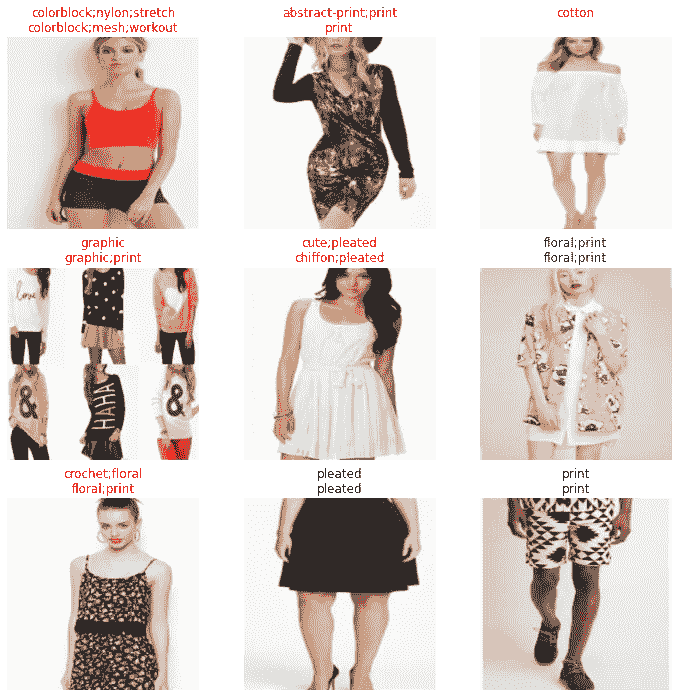 colorblock;nylon;stretch
colorblock;mesh;workout
abstract-print;print
print
cotton
graphic
graphic;print
cute;pleated
chiffon;pleated
floral;print
floral;print
love
&
HAHA
&
crochet;floral
floral;print
pleated
pleated
print
print